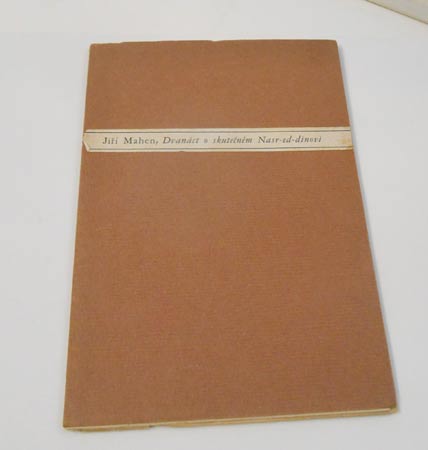 Jiří Mahen, Dvanáct o skutečném Nasr-ed-dinovi